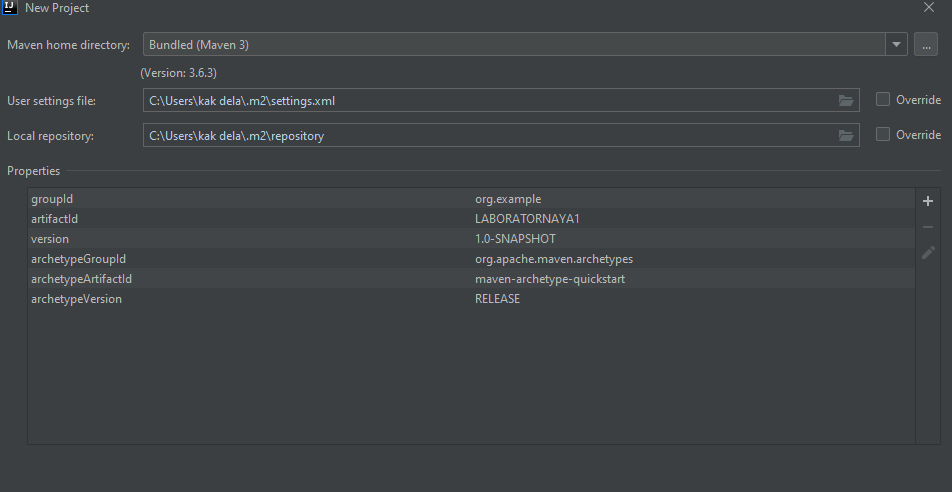 IJ New Project
Maven home directory: Bundled (Maven 3) ...
(Version: 3.6.3)
User settings file: C:\Users\kak dela\.m2\settings.xml Override
Local repository: C:\Users\kak dela\.m2\repository Override
Properties
groupId org.example
artifactId LABORATORNAYA1
version 1.0-SNAPSHOT
archetypeGroupId org.apache.maven.archetypes
archetypeArtifactId maven-archetype-quickstart
archetypeVersion RELEASE